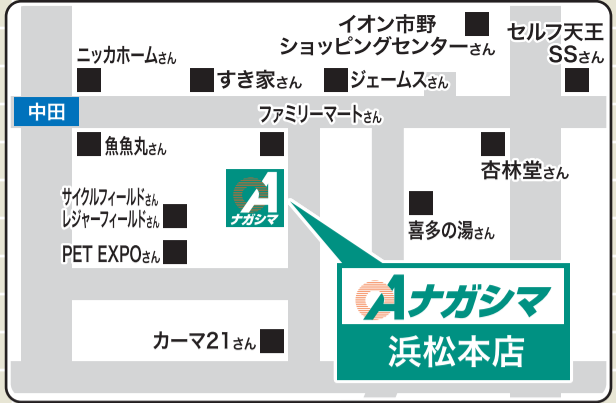 イオン市野
ショッピングセンターさん
セルフ天王
SSさん
ニッカホームさん
すき家さん
ジェームスさん
中田
ファミリーマートさん
魚魚丸さん
杏林堂さん
サイクルフィールドさん
レジャーフィールドさん
ナガシマ
喜多の湯さん
PET EXPOさん
ナガシマ
浜松本店
カーマ21さん